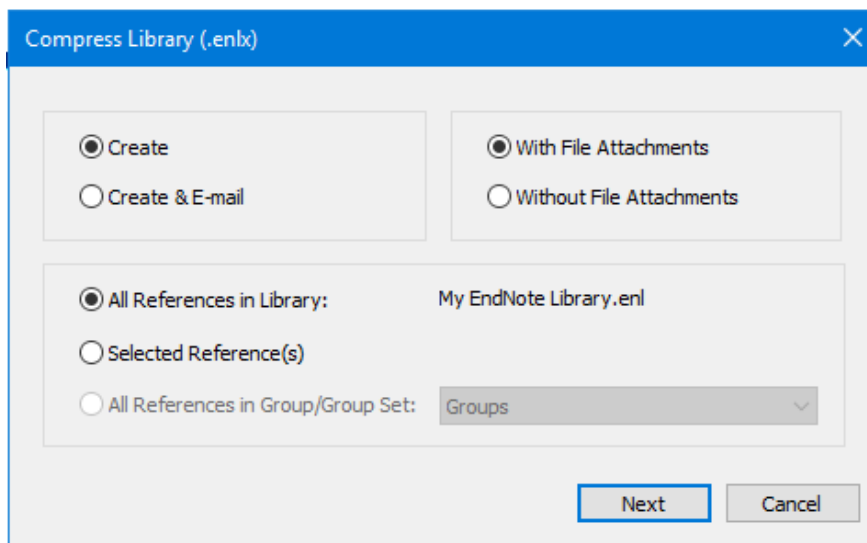 Compress Library (.enlx)
Create
Create & E-mail
With File Attachments
Without File Attachments
All References in Library: My EndNote Library.enl
Selected Reference(s)
All References in Group/Group Set: Groups
Next Cancel